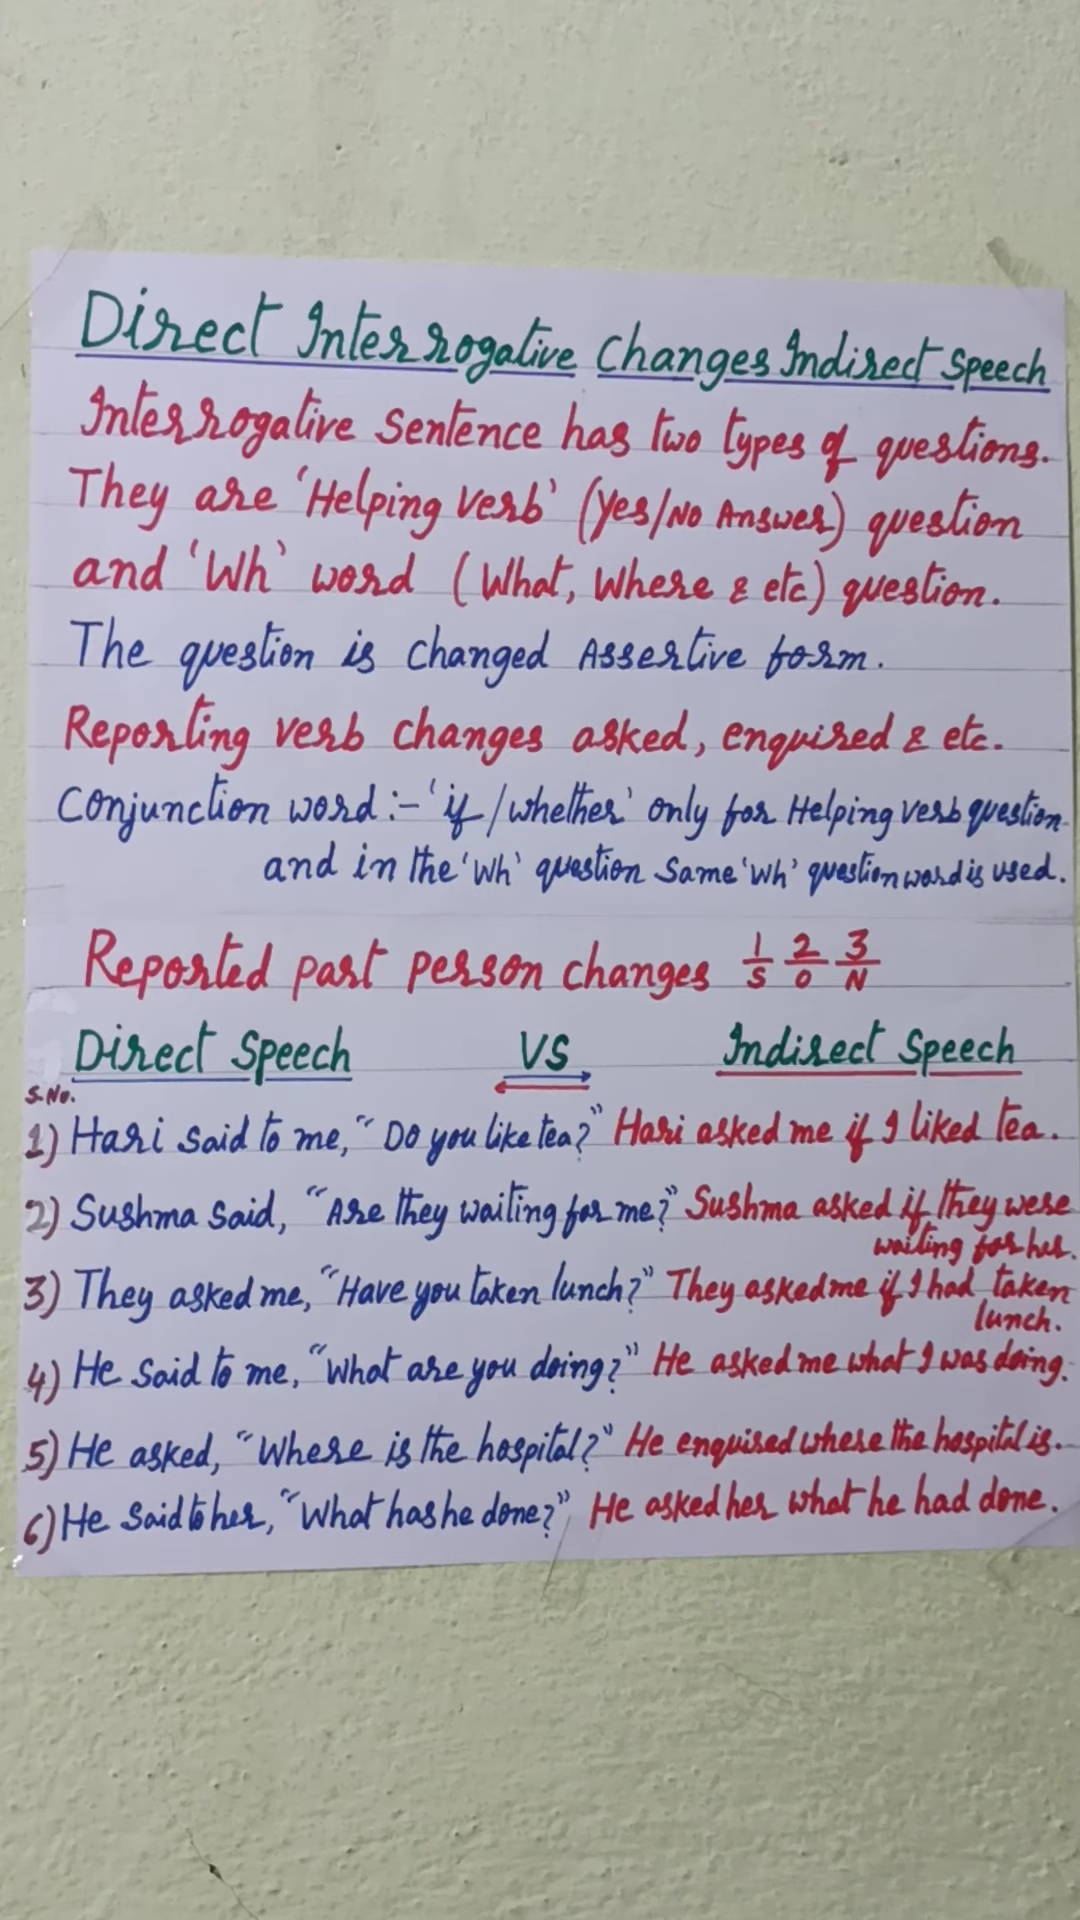 Direct Interrogative Changes Indirect Speech
Interrogative Sentence has two types of questions.
They are 'Helping verb' (Yes/No Answer) question
and 'Wh' word (What, Where & etc) question.
The question is changed Assertive form.
Reporting verb changes asked, enquired & etc.
Conjunction word :- 'if/whether' only for Helping verb question
and in the 'Wh' question Same 'Wh' question word is used.
Reported part person changes 1/S 2/O 3/N
Direct Speech VS Indirect Speech
S.No.
1) Hari said to me, "Do you like tea?" Hari asked me if I liked tea.
2) Sushma said, "Are they waiting for me?" Sushma asked if they were
waiting for her.
3) They asked me, "Have you taken lunch?" They asked me if I had taken
lunch.
4) He said to me, "What are you doing?" He asked me what I was doing.
5) He asked, "Where is the hospital?" He enquired where the hospital is.
6) He said to her, "What has he done?" He asked her what he had done.